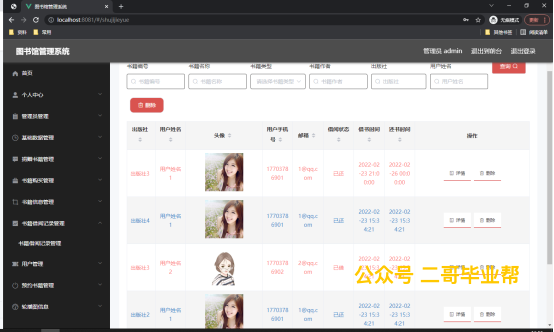 图书馆管理系统
localhost:8081/#/shujijieyue
无痕模式
更新
资料
常用
其他书签
阅读清单
图书馆管理系统
管理员 admin
退出到前台
退出登录
首页
个人中心
管理员管理
基础数据管理
捐赠书籍管理
书籍购买管理
书籍信息管理
书籍借阅记录管理
书籍借阅记录管理
用户管理
预约书籍管理
轮播图信息
书籍编号
书籍名称
书籍类型
书籍作者
出版社
用户姓名
书籍编号
书籍名称
请选择书籍类型
书籍作者
出版社
用户姓名
查询
删除
出版社
用户姓名
头像
用户手机号
邮箱
借阅状态
借书时间
还书时间
操作
出版社3
用户姓名1
17703786901
1@qq.com
已还
2022-02-23 21:00:00
2022-02-26 00:00:00
详情
删除
出版社4
用户姓名1
17703786901
1@qq.com
已还
2022-02-23 15:34:21
2022-02-23 15:34:21
详情
删除
出版社3
用户姓名2
17703786902
2@qq.com
2022-02-23 15:34:21
2022-02-23 15:34:21
详情
删除
公众号 二哥毕业帮
出版社2
用户姓名1
17703786901
1@qq.com
已还
2022-02-23 15:34:21
2022-02-23 15:34:21
详情
删除